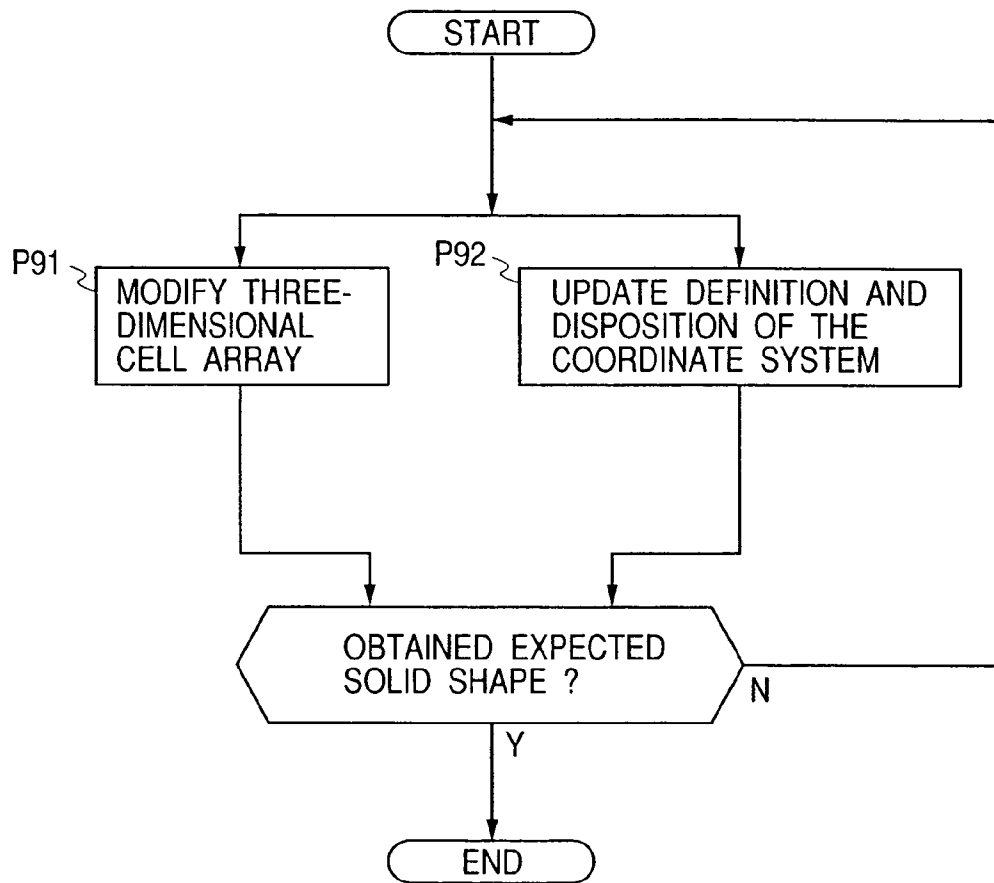 START
P91
MODIFY THREE-
DIMENSIONAL
CELL ARRAY
P92
UPDATE DEFINITION AND
DISPOSITION OF THE
COORDINATE SYSTEM
OBTAINED EXPECTED
SOLID SHAPE ?
N
Y
END